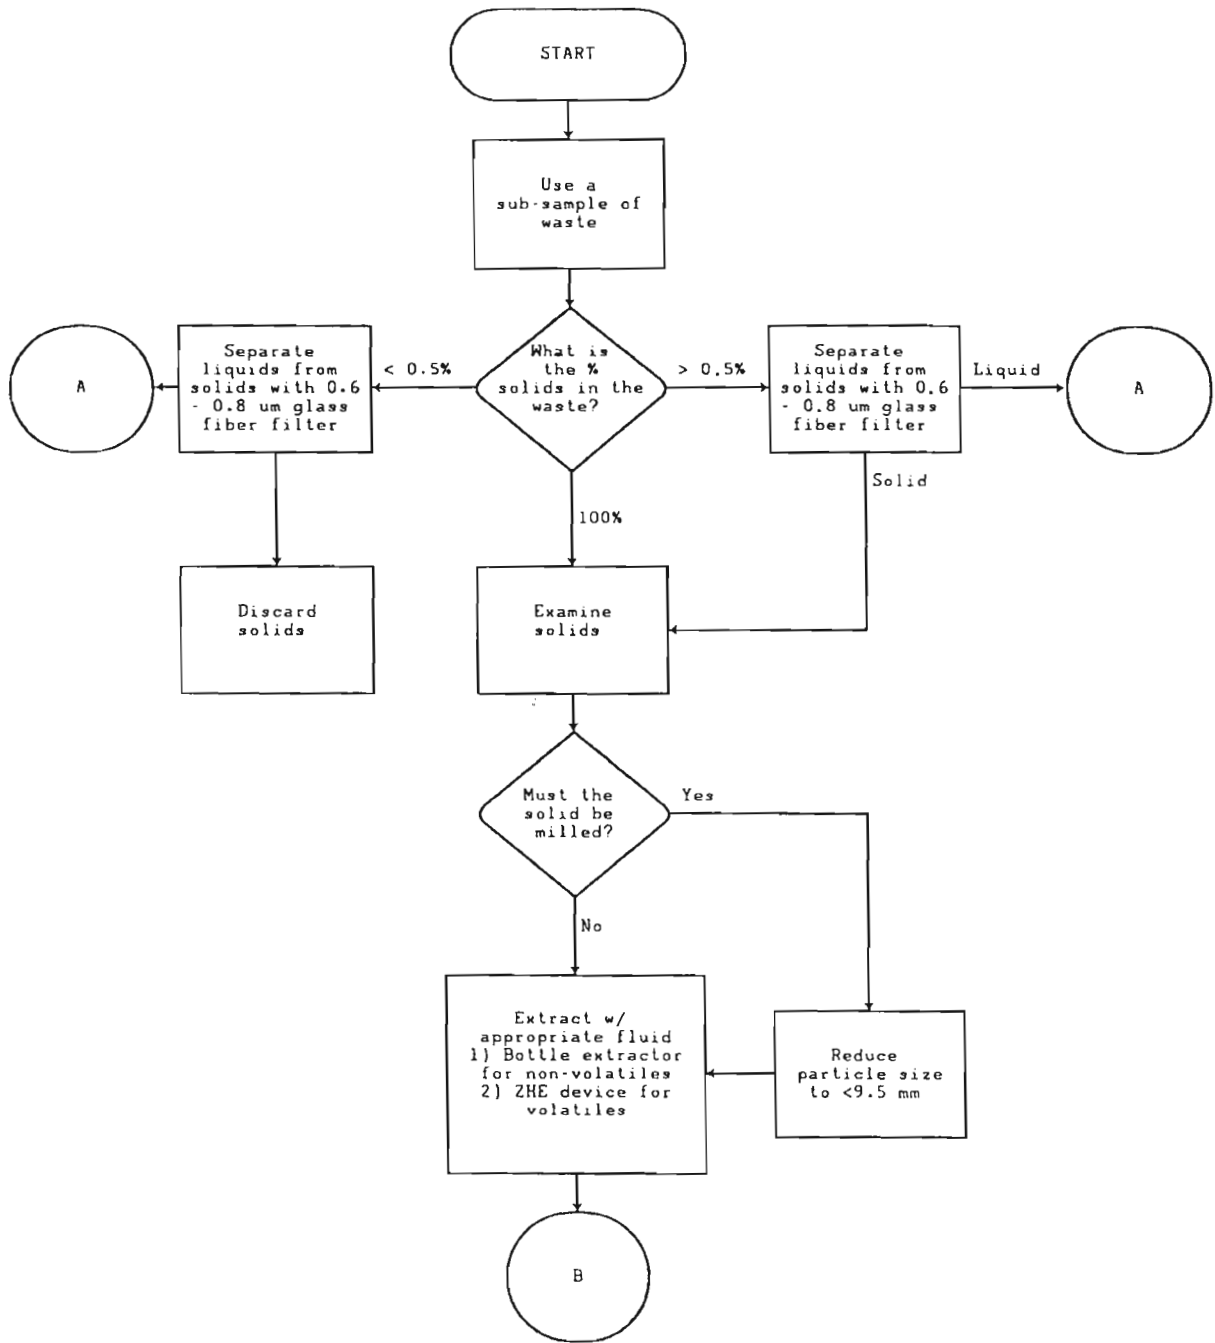 START
Use a
sub-sample of
waste
What is
the %
solids in the
waste?
< 0.5%
Separate
liquids from
solids with 0.6
- 0.8 um glass
fiber filter
A
> 0.5%
Separate
liquids from
solids with 0.6
- 0.8 um glass
fiber filter
Liquid
A
Solid
100%
Discard
solids
Examine
solids
Must the
solid be
milled?
Yes
No
Extract w/
appropriate fluid
1) Bottle extractor
for non-volatiles
2) ZHE device for
volatiles
Reduce
particle size
to <9.5 mm
B